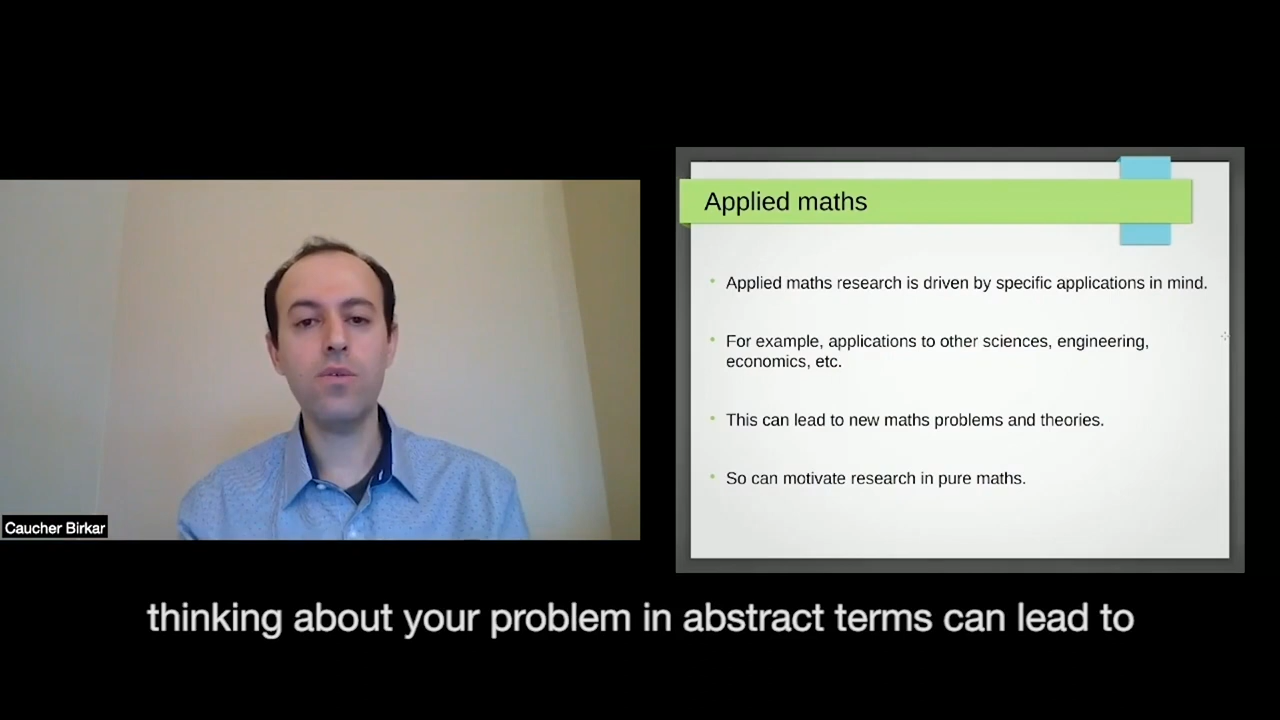 Caucher Birkar
Applied maths
Applied maths research is driven by specific applications in mind.
For example, applications to other sciences, engineering,
economics, etc.
This can lead to new maths problems and theories.
So can motivate research in pure maths.
thinking about your problem in abstract terms can lead to